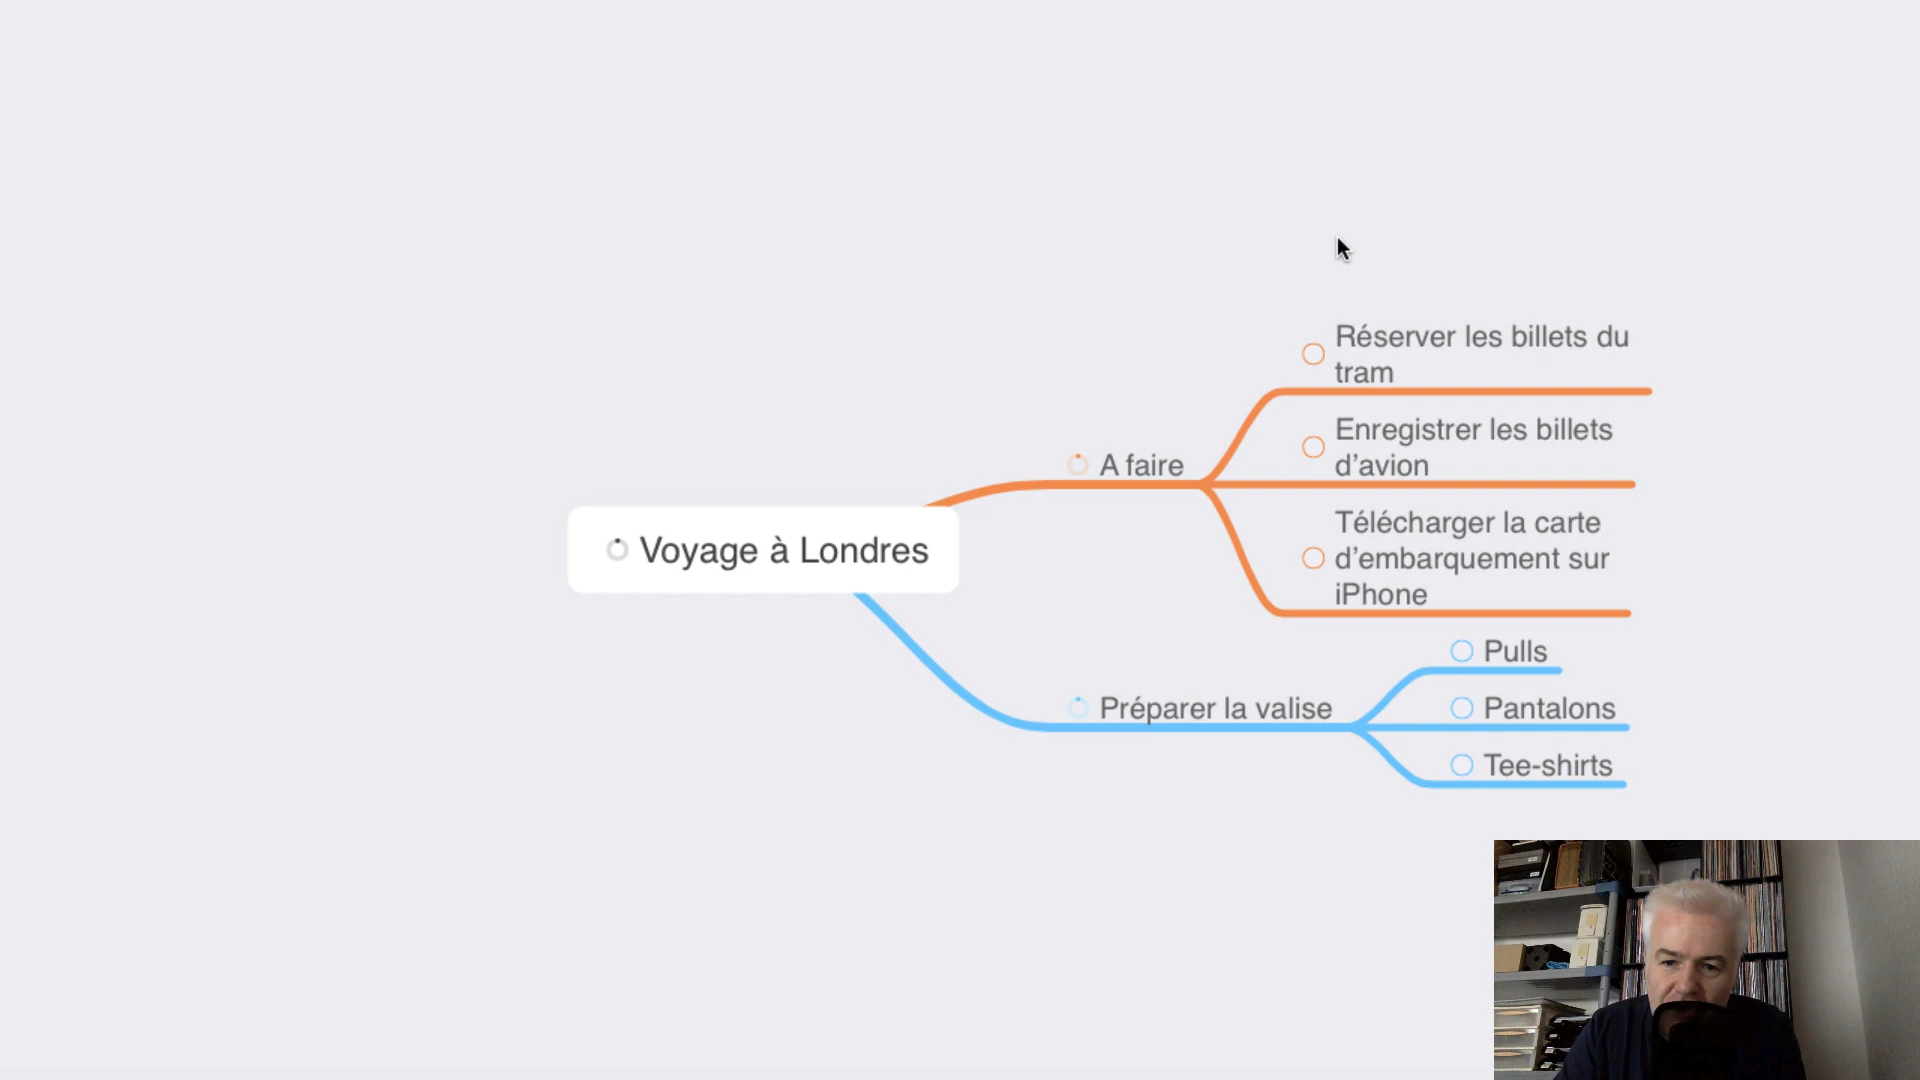 Voyage à Londres
A faire
Réserver les billets du
tram
Enregistrer les billets
d’avion
Télécharger la carte
d’embarquement sur
iPhone
Préparer la valise
Pulls
Pantalons
Tee-shirts